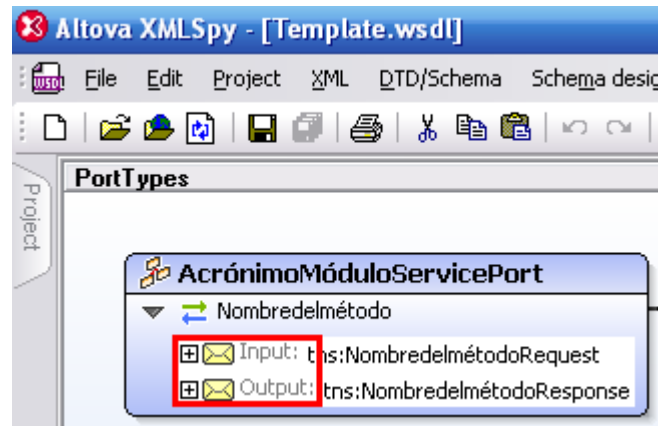 Altova XMLSpy - [Template.wsdl]
File Edit Project XML DTD/Schema Schema desig
PortTypes
Project
AcrónimoMóduloServicePort
Nombredelmétodo
Input: tns:NombredelmétodoRequest
Output: tns:NombredelmétodoResponse